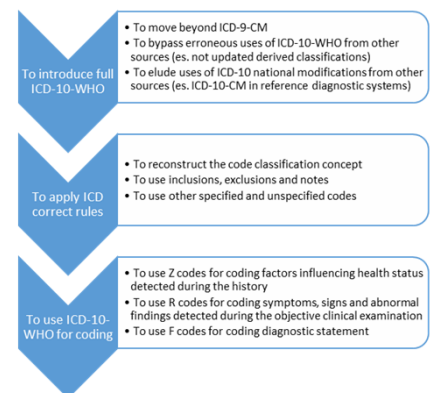 To introduce full
ICD-10-WHO
• To move beyond ICD-9-CM
• To bypass erroneous uses of ICD-10-WHO from other
sources (es. not updated derived classifications)
• To elude uses of ICD-10 national modifications from other
sources (es. ICD-10-CM in reference diagnostic systems)
To apply ICD
correct rules
• To reconstruct the code classification concept
• To use inclusions, exclusions and notes
• To use other specified and unspecified codes
To use ICD-10-
WHO for coding
• To use Z codes for coding factors influencing health status
detected during the history
• To use R codes for coding symptoms, signs and abnormal
findings detected during the objective clinical examination
• To use F codes for coding diagnostic statement